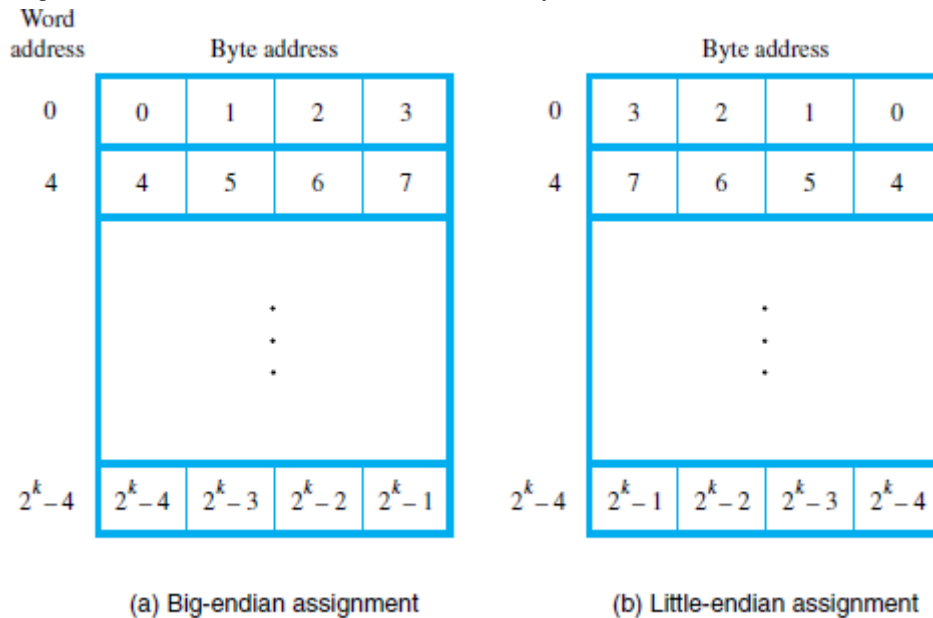 Word
address Byte address Byte address
0 0 1 2 3 0 3 2 1 0
4 4 5 6 7 4 7 6 5 4
2^k – 4 2^k – 4 2^k – 3 2^k – 2 2^k – 1 2^k – 4 2^k – 1 2^k – 2 2^k – 3 2^k – 4
(a) Big-endian assignment (b) Little-endian assignment